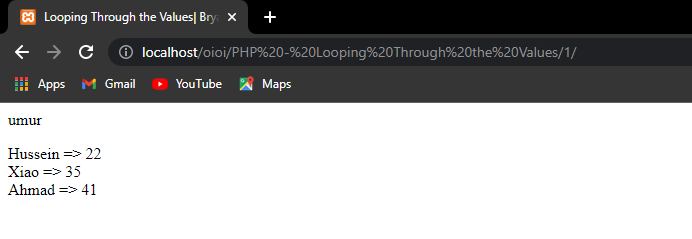 Looping Through the Values| Bry
localhost/oioi/PHP%20-%20Looping%20Through%20the%20Values/1/
Apps Gmail YouTube Maps
umur
Hussein => 22
Xiao => 35
Ahmad => 41